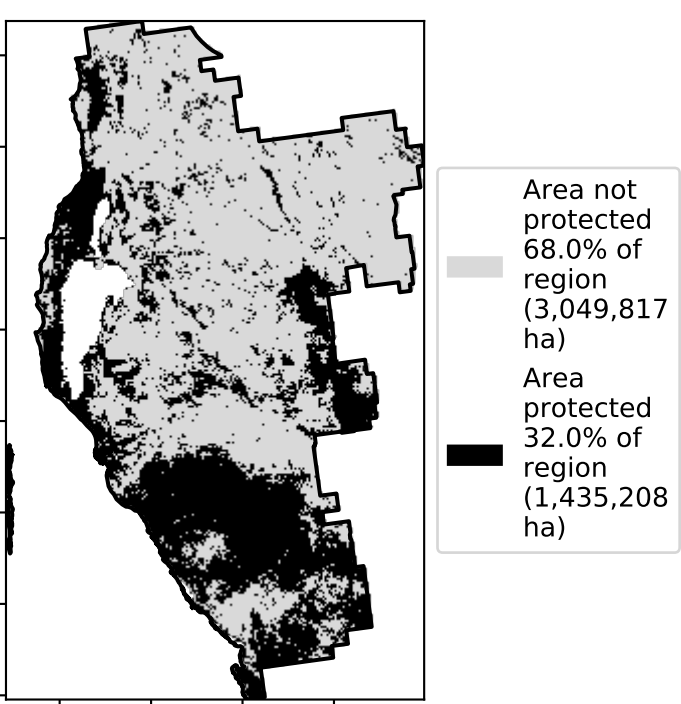 Area not
protected
68.0% of
region
(3,049,817
ha)
Area
protected
32.0% of
region
(1,435,208
ha)